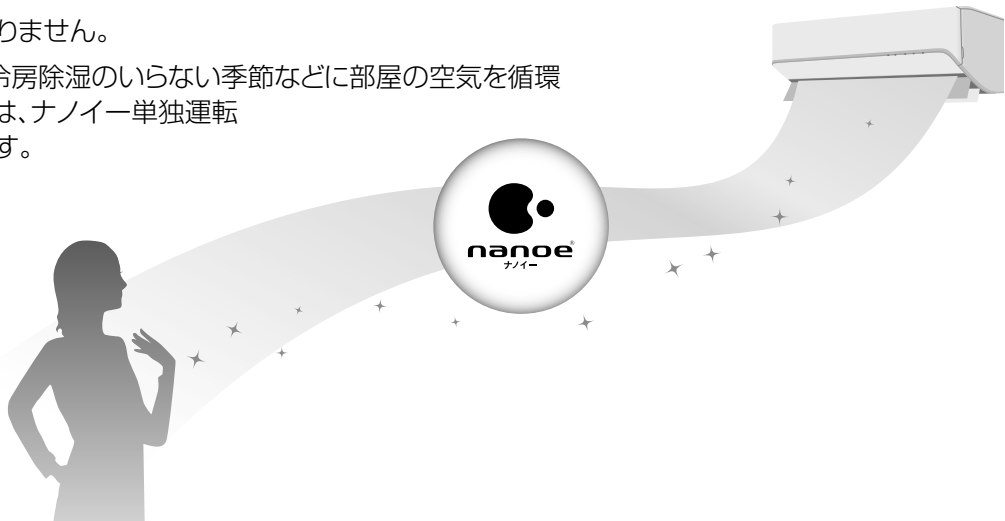 りません。
冷房除湿のいらない季節などに部屋の空気を循環
は、ナノイー単独運転
す。
nanoe®
ナノイー